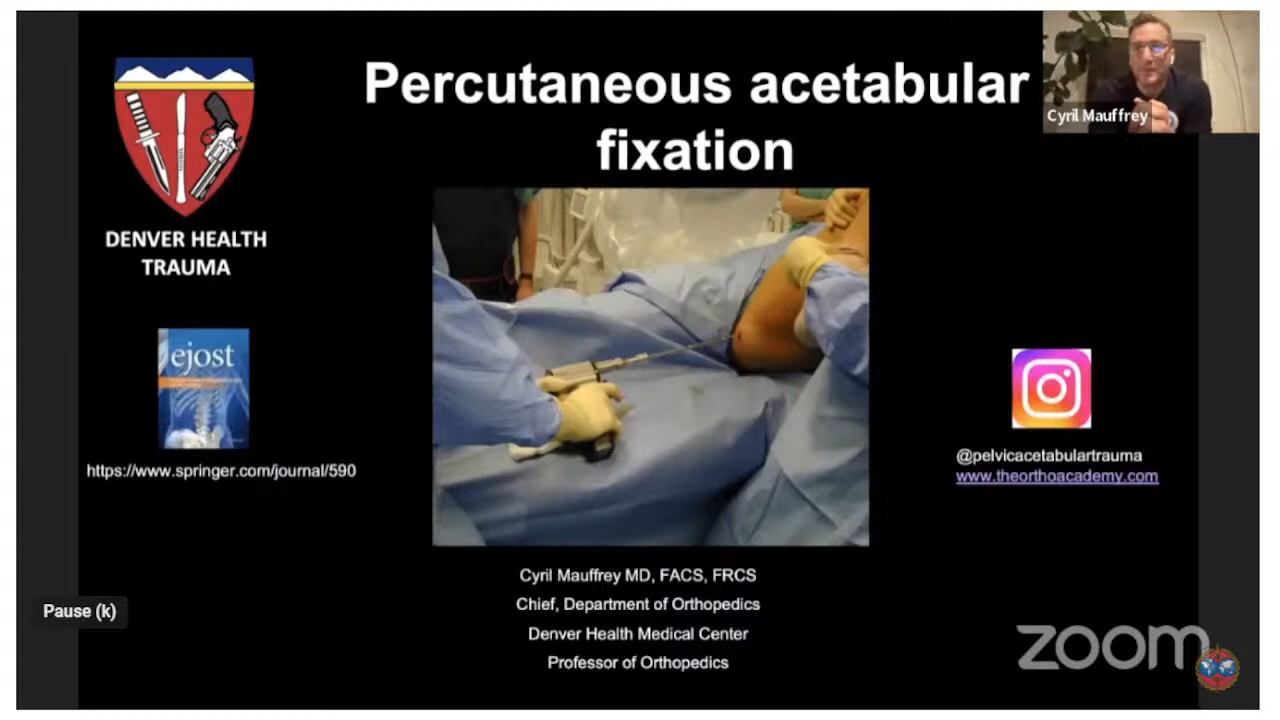 Percutaneous acetabular
fixation
Cyril Mauffrey
DENVER HEALTH
TRAUMA
ejost
https://www.springer.com/journal/590
@pelvicacetabulartrauma
www.theorthoacademy.com
Cyril Mauffrey MD, FACS, FRCS
Chief, Department of Orthopedics
Denver Health Medical Center
Professor of Orthopedics
Pause (k)
zoom